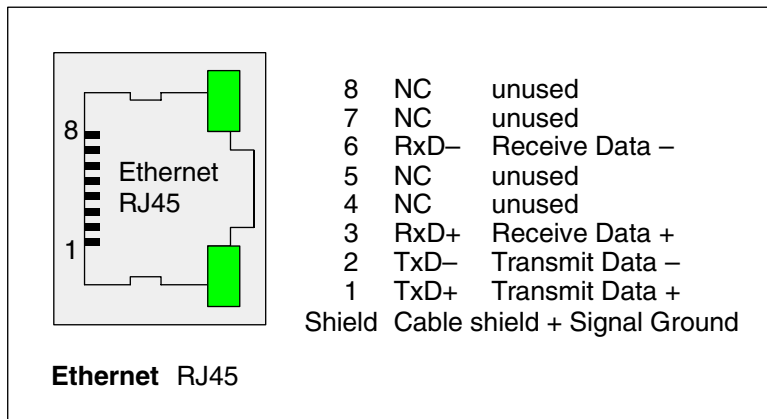 8 NC unused
7 NC unused
6 RxD– Receive Data –
5 NC unused
4 NC unused
3 RxD+ Receive Data +
2 TxD– Transmit Data –
1 TxD+ Transmit Data +
Shield Cable shield + Signal Ground
8
Ethernet
RJ45
1
Ethernet RJ45